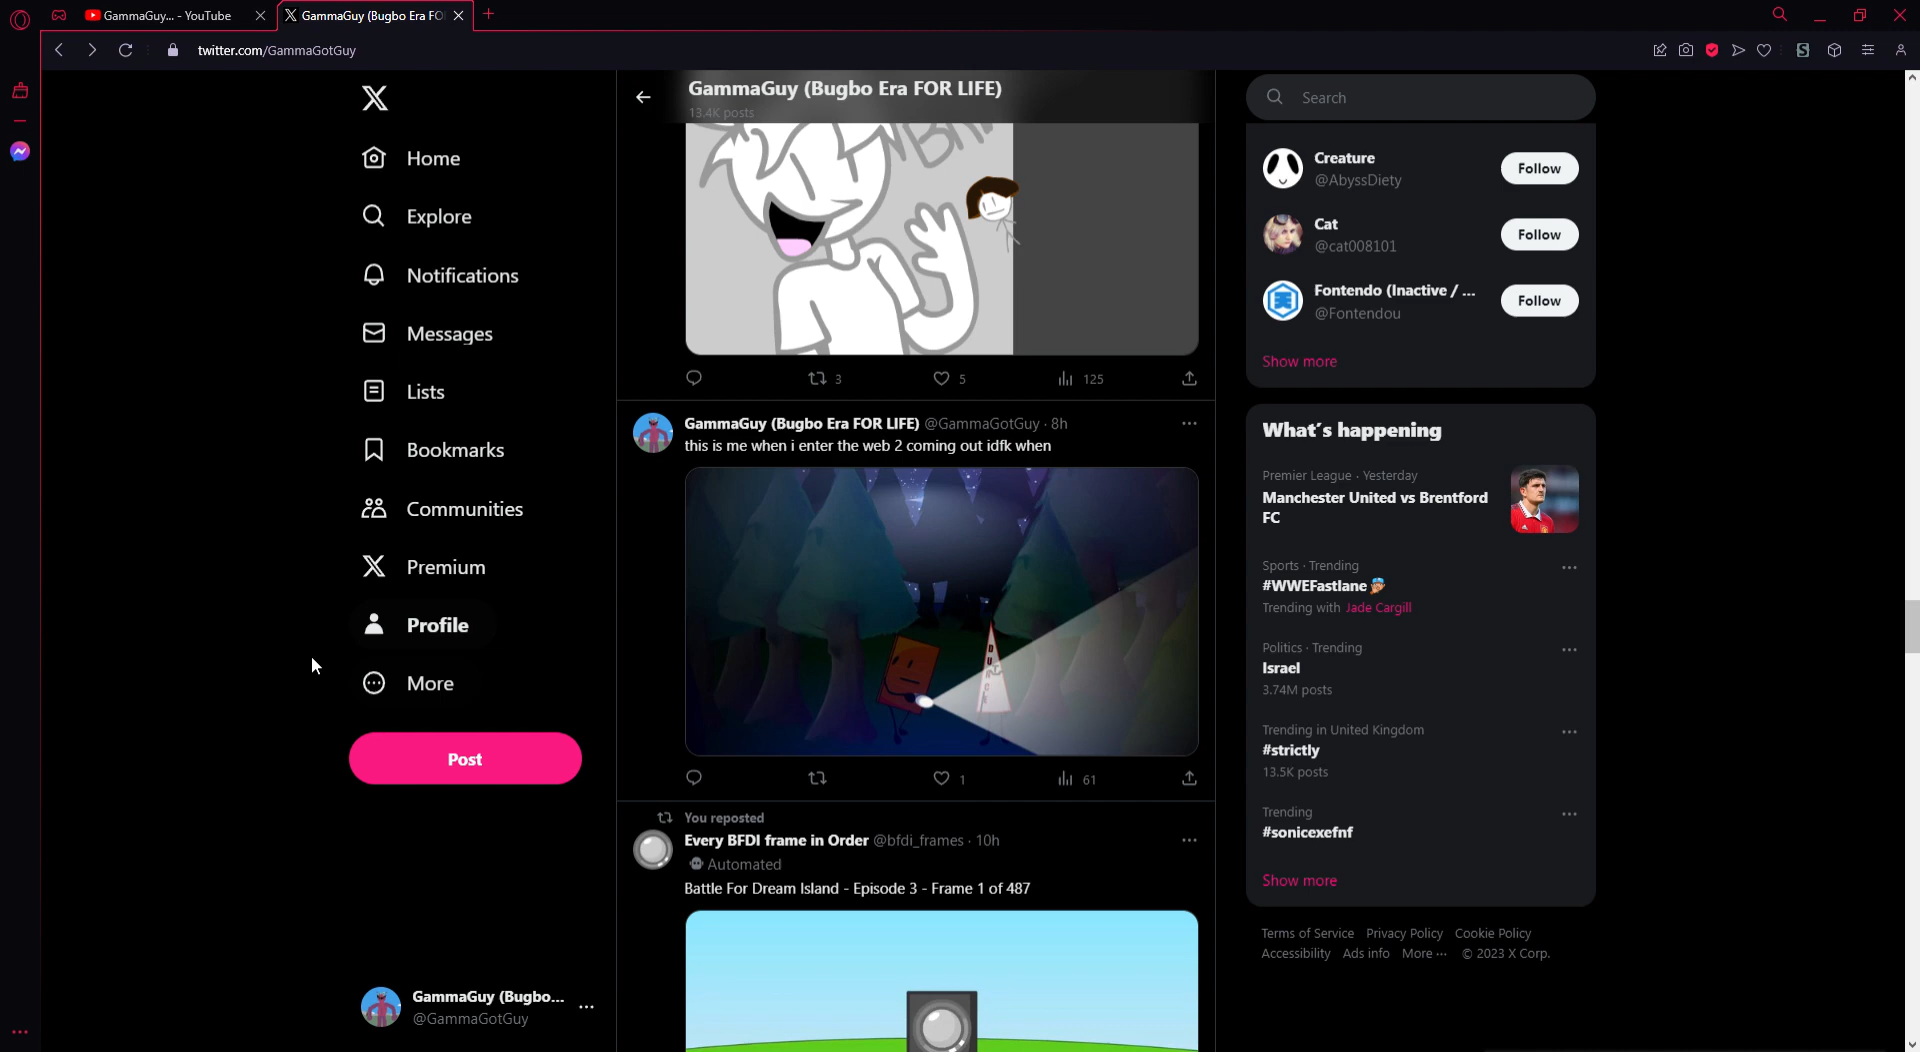 GammaGuy... - YouTube
GammaGuy (Bugbo Era FO
twitter.com/GammaGotGuy
Home
Explore
Notifications
Messages
Lists
Bookmarks
Communities
Premium
Profile
More
Post
GammaGuy (Bugbo...
@GammaGotGuy
GammaGuy (Bugbo Era FOR LIFE)
13.4K posts
3
5
125
GammaGuy (Bugbo Era FOR LIFE) @GammaGotGuy · 8h
this is me when i enter the web 2 coming out idfk when
DUNCE
1
61
You reposted
Every BFDI frame in Order @bfdi_frames · 10h
Automated
Battle For Dream Island - Episode 3 - Frame 1 of 487
Search
Creature
@AbyssDiety
Follow
Cat
@cat008101
Follow
Fontendo (Inactive / ...
@Fontendou
Follow
Show more
What's happening
Premier League · Yesterday
Manchester United vs Brentford
FC
Sports · Trending
#WWEFastlane
Trending with Jade Cargill
Politics · Trending
Israel
3.74M posts
Trending in United Kingdom
#strictly
13.5K posts
Trending
#sonicexefnf
Show more
Terms of Service Privacy Policy Cookie Policy
Accessibility Ads info More ··· © 2023 X Corp.